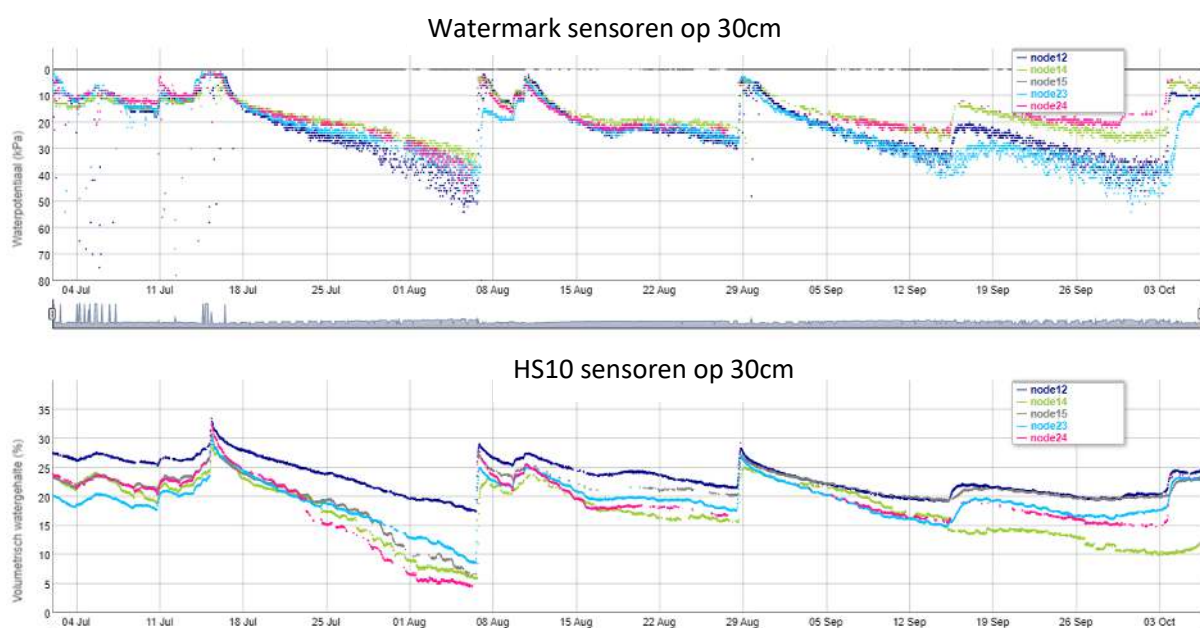 Watermark sensoren op 30cm
Waterpotentiaal (kPa)
0
10
20
30
40
50
60
70
80
node12
node14
node15
node23
node24
04 Jul 11 Jul 18 Jul 25 Jul 01 Aug 08 Aug 15 Aug 22 Aug 29 Aug 05 Sep 12 Sep 19 Sep 26 Sep 03 Oct
HS10 sensoren op 30cm
Volumetrisch watergehalte (%)
35
30
25
20
15
10
5
0
node12
node14
node15
node23
node24
04 Jul 11 Jul 18 Jul 25 Jul 01 Aug 08 Aug 15 Aug 22 Aug 29 Aug 05 Sep 12 Sep 19 Sep 26 Sep 03 Oct